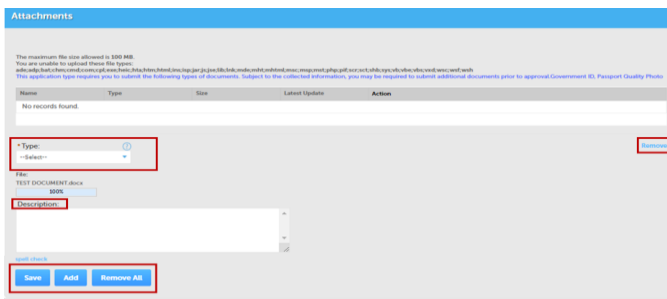 Attachments
The maximum file size allowed is 100 MB.
You are unable to upload these file types:
ade;adp;bat;chm;cmd;com;cpl;exe;heic;hta;htm;html;ins;isp;jar;js;jse;lib;lnk;mde;mht;mhtml;msc;msp;mst;php;pif;scr;sct;shb;sys;vb;vbe;vbs;vxd;wsc;wsf;wsh
This application type requires you to submit the following types of documents. Subject to the collected information, you may be required to submit additional documents prior to approval.Government ID, Passport Quality Photo
Name Type Size Latest Update Action
No records found.
*Type: ?
--Select--
Remove
File:
TEST DOCUMENT.docx
100%
Description:
spell check
Save Add Remove All